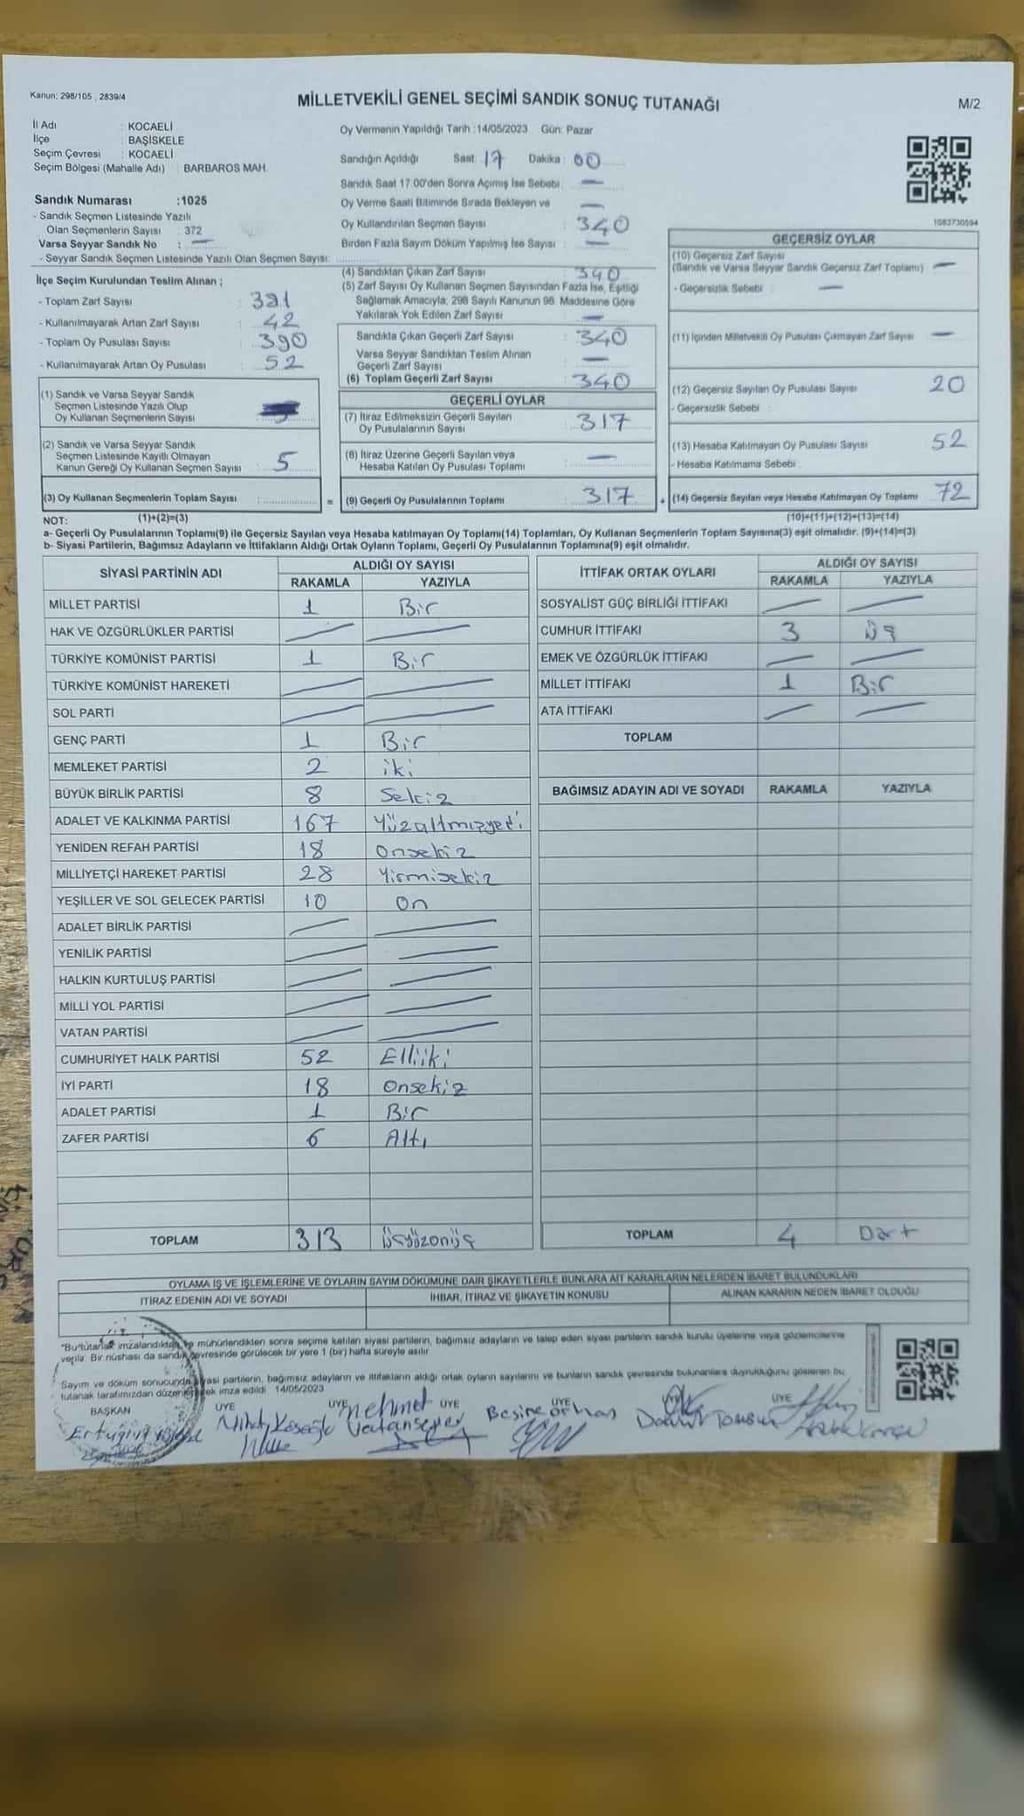 Kanun: 298/105 , 2839/4
MİLLETVEKİLİ GENEL SEÇİMİ SANDIK SONUÇ TUTANAĞI
M/2
İl Adı : KOCAELİ
İlçe : BAŞİSKELE
Seçim Çevresi : KOCAELİ
Seçim Bölgesi (Mahalle Adı) : BARBAROS MAH.
Oy Vermenin Yapıldığı Tarih :14/05/2023 Gün: Pazar
Sandığın Açıldığı Saat : 17 Dakika : 00
Sandık Saat 17.00'den Sonra Açılmış İse Sebebi : —
Oy Verme Saati Bitiminde Sırada Bekleyen ve —
Oy Kullandırılan Seçmen Sayısı : 340
Birden Fazla Sayım Döküm Yapılmış İse Sayısı : —
Sandık Numarası :1025
- Sandık Seçmen Listesinde Yazılı
Olan Seçmenlerin Sayısı : 372
Varsa Seyyar Sandık No : —
- Seyyar Sandık Seçmen Listesinde Yazılı Olan Seçmen Sayısı:
1083730594
İlçe Seçim Kurulundan Teslim Alınan ;
- Toplam Zarf Sayısı : 391
- Kullanılmayarak Artan Zarf Sayısı : 42
- Toplam Oy Pusulası Sayısı : 390
- Kullanılmayarak Artan Oy Pusulası : 52
(1) Sandık ve Varsa Seyyar Sandık
Seçmen Listesinde Yazılı Olup
Oy Kullanan Seçmenlerin Sayısı
(2) Sandık ve Varsa Seyyar Sandık
Seçmen Listesinde Kayıtlı Olmayan
Kanun Gereği Oy Kullanan Seçmen Sayısı : 5
(3) Oy Kullanan Seçmenlerin Toplam Sayısı :
(1)+(2)=(3)
(4) Sandıktan Çıkan Zarf Sayısı : 340
(5) Zarf Sayısı Oy Kullanan Seçmen Sayısından Fazla İse, Eşitliği
Sağlamak Amacıyla; 298 Sayılı Kanunun 98. Maddesine Göre
Yakılarak Yok Edilen Zarf Sayısı : —
Sandıkta Çıkan Geçerli Zarf Sayısı : 340
Varsa Seyyar Sandıktan Teslim Alınan
Geçerli Zarf Sayısı : —
(6) Toplam Geçerli Zarf Sayısı : 340
GEÇERLİ OYLAR
(7) İtiraz Edilmeksizin Geçerli Sayılan
Oy Pusulalarının Sayısı : 317
(8) İtiraz Üzerine Geçerli Sayılan veya
Hesaba Katılan Oy Pusulası Toplamı : —
= (9) Geçerli Oy Pusulalarının Toplamı : 317
GEÇERSİZ OYLAR
(10) Geçersiz Zarf Sayısı
(Sandık ve Varsa Seyyar Sandık Geçersiz Zarf Toplamı) : —
- Geçersizlik Sebebi : —
(11) İçinden Milletvekili Oy Pusulası Çıkmayan Zarf Sayısı : —
(12) Geçersiz Sayılan Oy Pusulası Sayısı : 20
- Geçersizlik Sebebi :
(13) Hesaba Katılmayan Oy Pusulası Sayısı : 52
- Hesaba Katılmama Sebebi :
+ (14) Geçersiz Sayılan veya Hesaba Katılmayan Oy Toplamı : 72
(10)+(11)+(12)+(13)=(14)
NOT:
a- Geçerli Oy Pusulalarının Toplamı(9) ile Geçersiz Sayılan veya Hesaba katılmayan Oy Toplamı(14) Toplamları, Oy Kullanan Seçmenlerin Toplam Sayısına(3) eşit olmalıdır. (9)+(14)=(3)
b- Siyasi Partilerin, Bağımsız Adayların ve İttifakların Aldığı Ortak Oyların Toplamı, Geçerli Oy Pusulalarının Toplamına(9) eşit olmalıdır.
SİYASİ PARTİNİN ADI ALDIĞI OY SAYISI
RAKAMLA YAZIYLA
MİLLET PARTİSİ 1 Bir
HAK VE ÖZGÜRLÜKLER PARTİSİ — —
TÜRKİYE KOMÜNİST PARTİSİ 1 Bir
TÜRKİYE KOMÜNİST HAREKETİ — —
SOL PARTİ — —
GENÇ PARTİ 1 Bir
MEMLEKET PARTİSİ 2 iki
BÜYÜK BİRLİK PARTİSİ 8 Sekiz
ADALET VE KALKINMA PARTİSİ 167 Yüzaltmışyedi
YENİDEN REFAH PARTİSİ 18 Onsekiz
MİLLİYETÇİ HAREKET PARTİSİ 28 Yirmisekiz
YEŞİLLER VE SOL GELECEK PARTİSİ 10 On
ADALET BİRLİK PARTİSİ — —
YENİLİK PARTİSİ — —
HALKIN KURTULUŞ PARTİSİ — —
MİLLİ YOL PARTİSİ — —
VATAN PARTİSİ — —
CUMHURİYET HALK PARTİSİ 52 Elliiki
İYİ PARTİ 18 Onsekiz
ADALET PARTİSİ 1 Bir
ZAFER PARTİSİ 6 Altı
TOPLAM 313 üçyüzonüç
İTTİFAK ORTAK OYLARI ALDIĞI OY SAYISI
RAKAMLA YAZIYLA
SOSYALİST GÜÇ BİRLİĞİ İTTİFAKI — —
CUMHUR İTTİFAKI 3 üç
EMEK VE ÖZGÜRLÜK İTTİFAKI — —
MİLLET İTTİFAKI 1 Bir
ATA İTTİFAKI — —
TOPLAM
BAĞIMSIZ ADAYIN ADI VE SOYADI RAKAMLA YAZIYLA
TOPLAM 4 Dört
OYLAMA İŞ VE İŞLEMLERİNE VE OYLARIN SAYIM DÖKÜMÜNE DAİR ŞİKAYETLERLE BUNLARA AİT KARARLARIN NELERDEN İBARET BULUNDUKLARI
İTİRAZ EDENİN ADI VE SOYADI İHBAR, İTİRAZ VE ŞİKAYETİN KONUSU ALINAN KARARIN NEDEN İBARET OLDUĞU
"Bu tutanak imzalandıktan ve mühürlendikten sonra seçime katılan siyasi partilerin, bağımsız adayların ve talep eden siyasi partilerin sandık kurulu üyelerine veya gözlemcilerine
verilir. Bir nüshası da sandık çevresinde görülecek bir yere 1 (bir) hafta süreyle asılır.
Sayım ve döküm sonucunda siyasi partilerin, bağımsız adayların ve ittifakların aldığı ortak oyların sayılarını ve bunların sandık çevresinde bulunanlara duyrulduğunu gösteren bu
tutanak tarafımızdan düzenlenerek imza edildi. 14/05/2023
BAŞKAN ÜYE ÜYE ÜYE ÜYE ÜYE